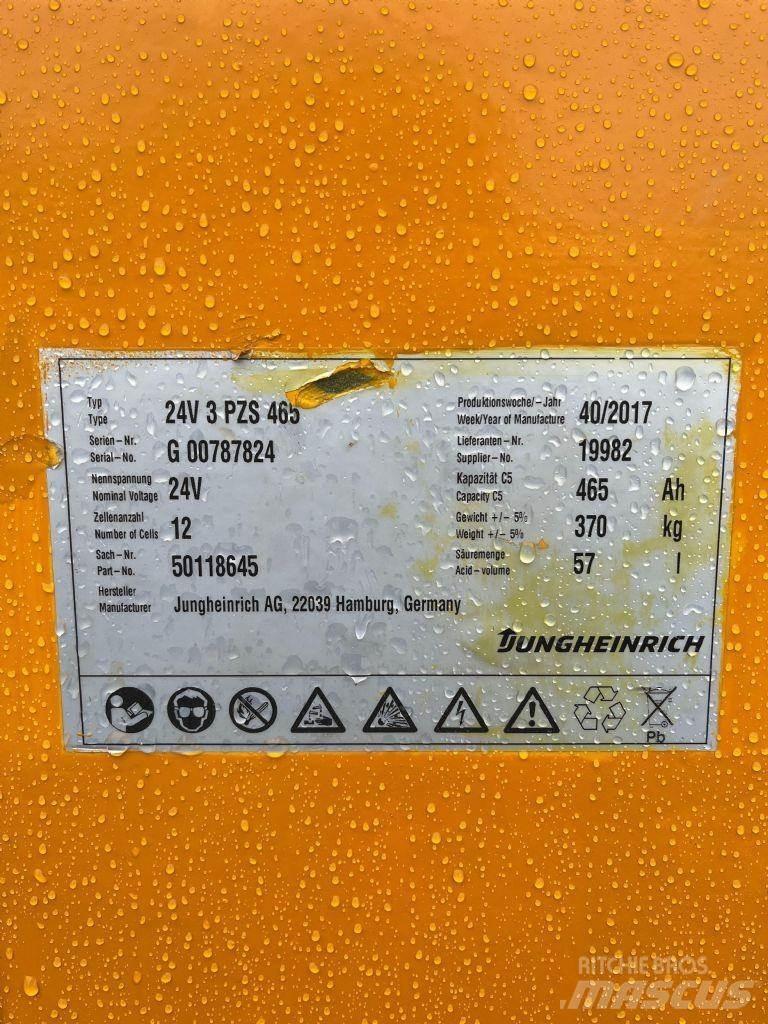 Typ
Type 24V 3 PZS 465
Serien-Nr.
Serial-No. G 00787824
Nennspannung
Nominal Voltage 24V
Zellenanzahl
Number of Cells 12
Sach-Nr.
Part-No. 50118645
Hersteller
Manufacturer Jungheinrich AG, 22039 Hamburg, Germany
Produktionswoche/-Jahr
Week/Year of Manufacture 40/2017
Lieferanten-Nr.
Supplier-No. 19982
Kapazität C5
Capacity C5 465 Ah
Gewicht +/- 5%
Weight +/- 5% 370 kg
Säuremenge
Acid-volume 57 l
JUNGHEINRICH
Pb
RITCHIE BROS.
MASCUS